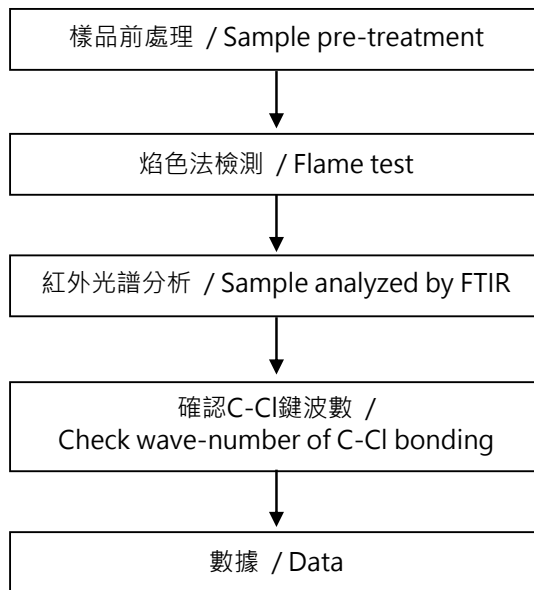 樣品前處理 / Sample pre-treatment
焰色法檢測 / Flame test
紅外光譜分析 / Sample analyzed by FTIR
確認C-Cl鍵波數 /
Check wave-number of C-Cl bonding
數據 / Data